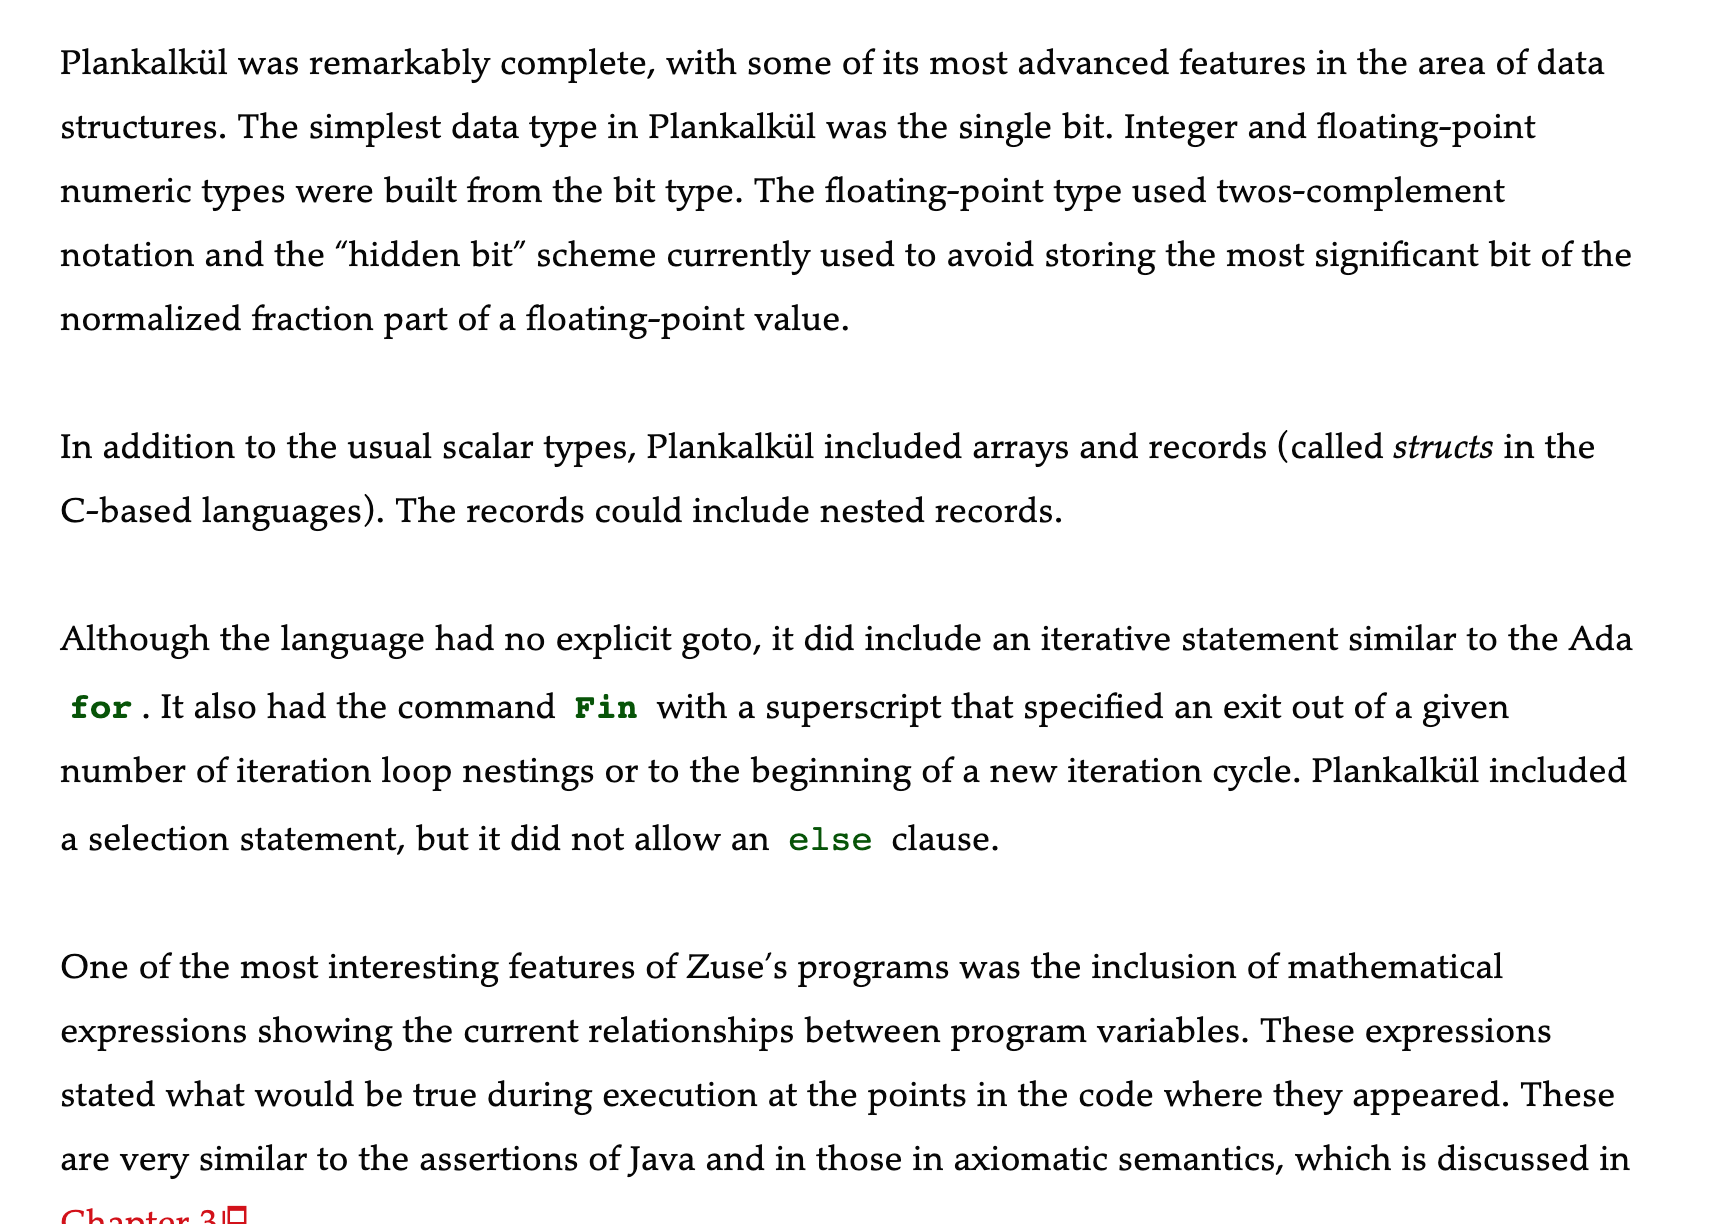 Plankalkül was remarkably complete, with some of its most advanced features in the area of data
structures. The simplest data type in Plankalkül was the single bit. Integer and floating-point
numeric types were built from the bit type. The floating-point type used twos-complement
notation and the “hidden bit” scheme currently used to avoid storing the most significant bit of the
normalized fraction part of a floating-point value.
In addition to the usual scalar types, Plankalkül included arrays and records (called structs in the
C-based languages). The records could include nested records.
Although the language had no explicit goto, it did include an iterative statement similar to the Ada
for . It also had the command Fin with a superscript that specified an exit out of a given
number of iteration loop nestings or to the beginning of a new iteration cycle. Plankalkül included
a selection statement, but it did not allow an else clause.
One of the most interesting features of Zuse’s programs was the inclusion of mathematical
expressions showing the current relationships between program variables. These expressions
stated what would be true during execution at the points in the code where they appeared. These
are very similar to the assertions of Java and in those in axiomatic semantics, which is discussed in
Chapter 3